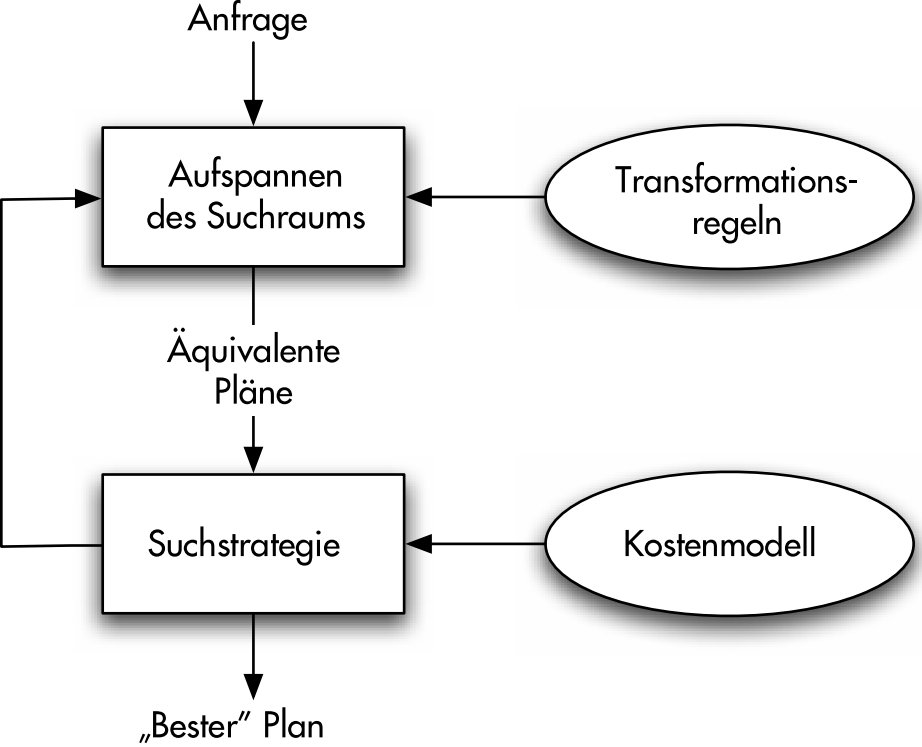 Anfrage
Aufspannen
des Suchraums
Transformations-
regeln
Äquivalente
Pläne
Suchstrategie
Kostenmodell
„Bester” Plan